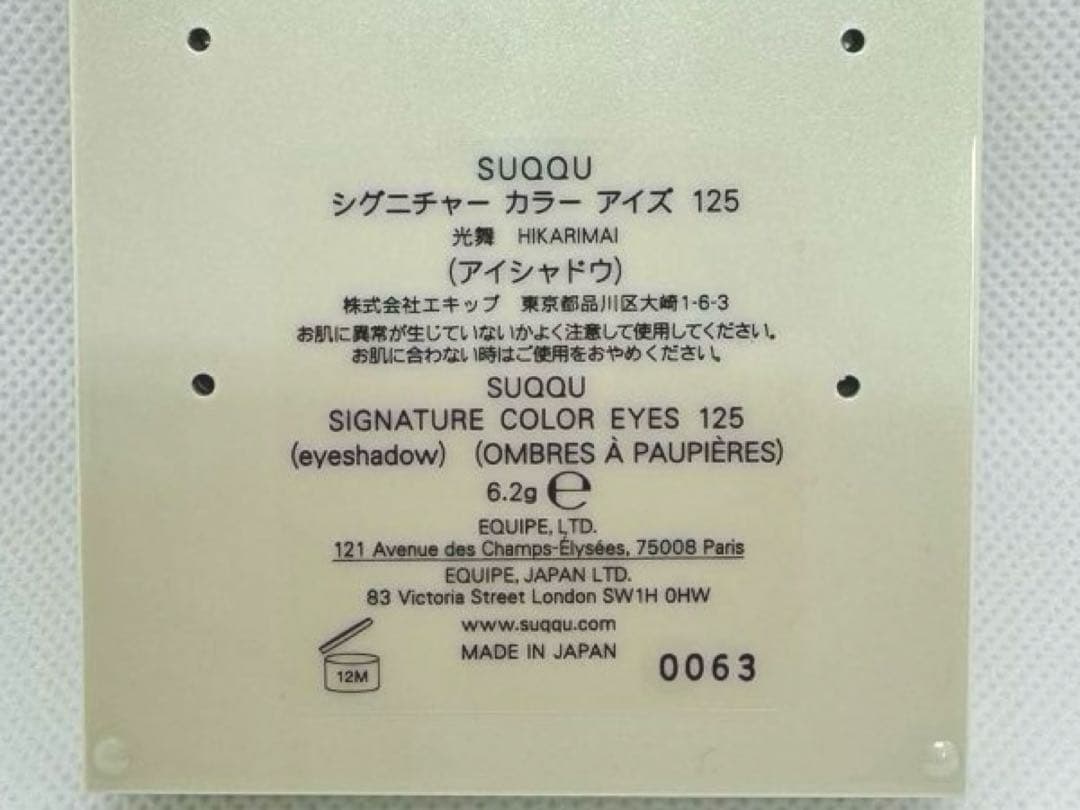 SUQQU
シグニチャー カラー アイズ 125
光舞 HIKARIMAI
(アイシャドウ)
株式会社エキップ 東京都品川区大崎1-6-3
お肌に異常が生じていないかよく注意して使用してください。
お肌に合わない時はご使用をおやめください。
SUQQU
SIGNATURE COLOR EYES 125
(eyeshadow) (OMBRES À PAUPIÈRES)
6.2g ℮
EQUIPE, LTD.
121 Avenue des Champs-Élysées, 75008 Paris
EQUIPE, JAPAN LTD.
83 Victoria Street London SW1H 0HW
www.suqqu.com
MADE IN JAPAN
12M
0063